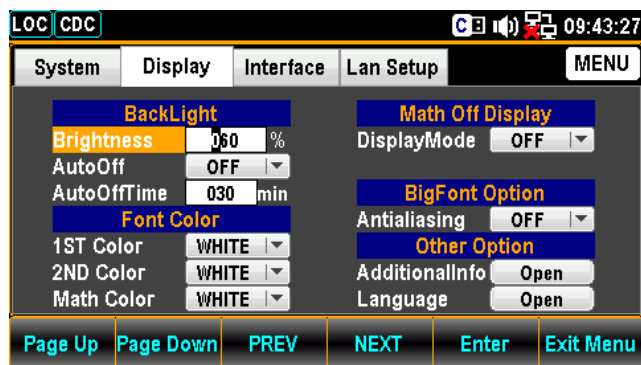 LOC CDC C 09:43:27
System Display Interface Lan Setup MENU
BackLight
Brightness 060 %
AutoOff OFF
AutoOffTime 030 min
Font Color
1ST Color WHITE
2ND Color WHITE
Math Color WHITE
Math Off Display
DisplayMode OFF
BigFont Option
Antialiasing OFF
Other Option
AdditionalInfo Open
Language Open
Page Up Page Down PREV NEXT Enter Exit Menu